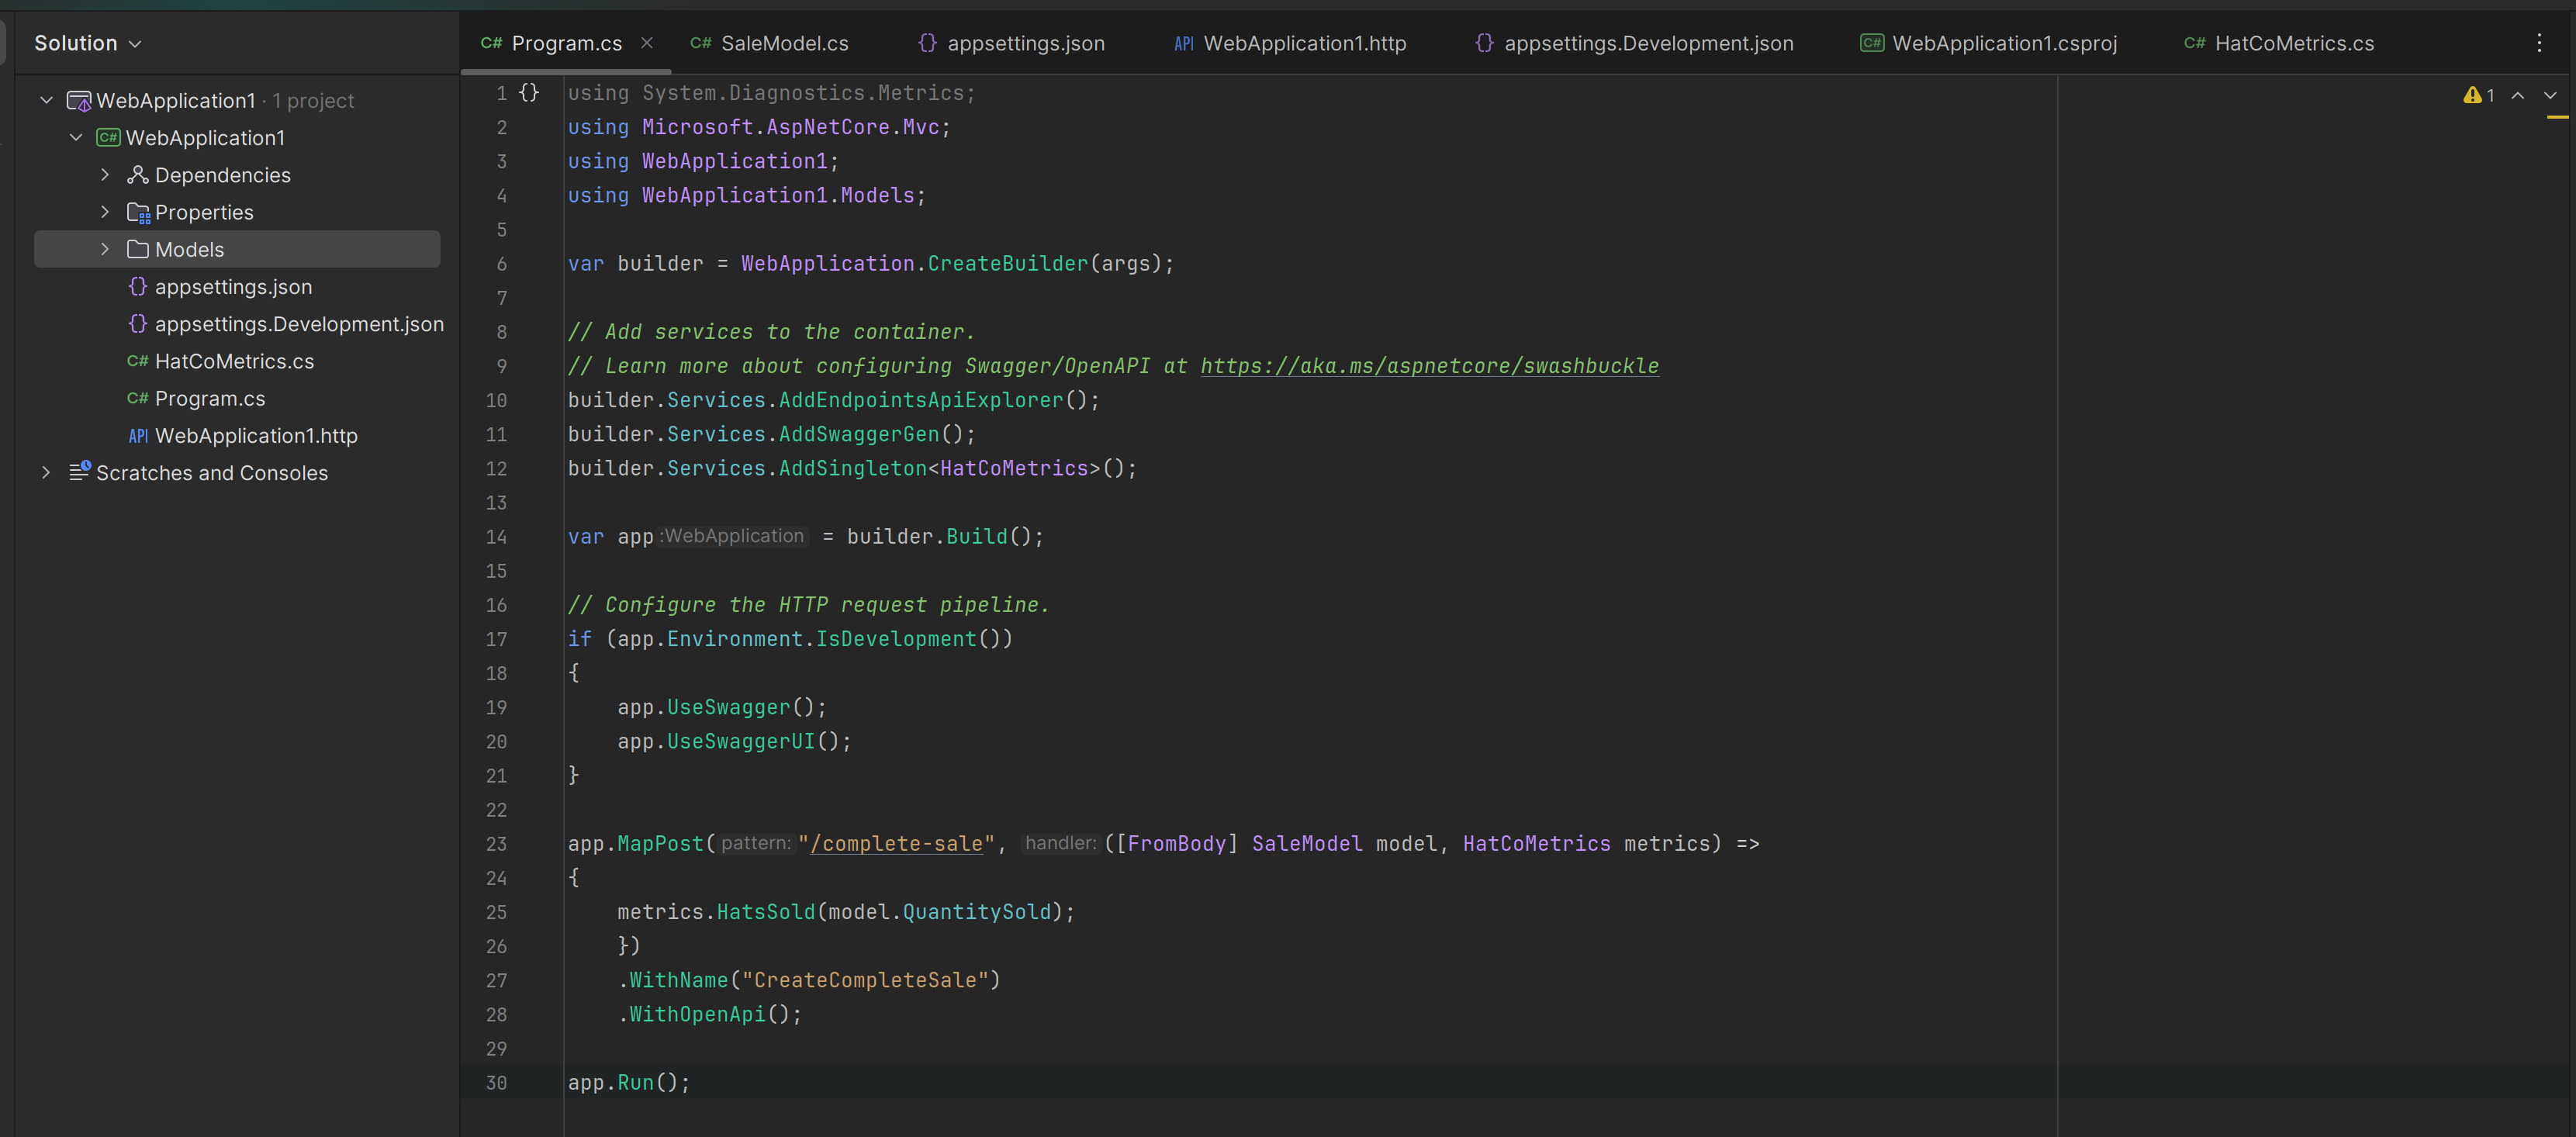 Solution
Program.cs
SaleModel.cs
appsettings.json
WebApplication1.http
appsettings.Development.json
WebApplication1.csproj
HatCoMetrics.cs
WebApplication1 · 1 project
WebApplication1
Dependencies
Properties
Models
appsettings.json
appsettings.Development.json
C# HatCoMetrics.cs
C# Program.cs
API WebApplication1.http
Scratches and Consoles
1
1 {} using System.Diagnostics.Metrics;
2 using Microsoft.AspNetCore.Mvc;
3 using WebApplication1;
4 using WebApplication1.Models;
5
6 var builder = WebApplication.CreateBuilder(args);
7
8 // Add services to the container.
9 // Learn more about configuring Swagger/OpenAPI at https://aka.ms/aspnetcore/swashbuckle
10 builder.Services.AddEndpointsApiExplorer();
11 builder.Services.AddSwaggerGen();
12 builder.Services.AddSingleton<HatCoMetrics>();
13
14 var app :WebApplication = builder.Build();
15
16 // Configure the HTTP request pipeline.
17 if (app.Environment.IsDevelopment())
18 {
19 app.UseSwagger();
20 app.UseSwaggerUI();
21 }
22
23 app.MapPost( pattern: "/complete-sale", handler: ([FromBody] SaleModel model, HatCoMetrics metrics) =>
24 {
25 metrics.HatsSold(model.QuantitySold);
26 })
27 .WithName("CreateCompleteSale")
28 .WithOpenApi();
29
30 app.Run();